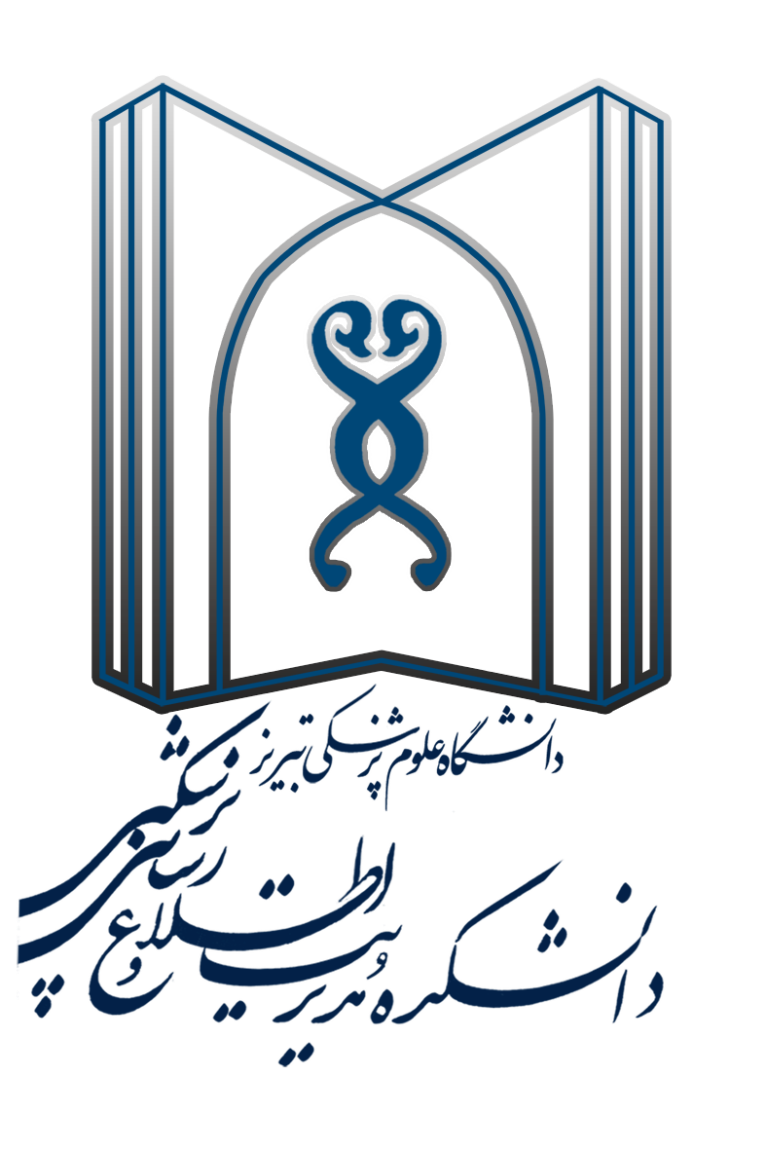 دانشگاه علوم پزشکی تبریز
دانشکده مدیریت و اطلاع رسانی پزشکی